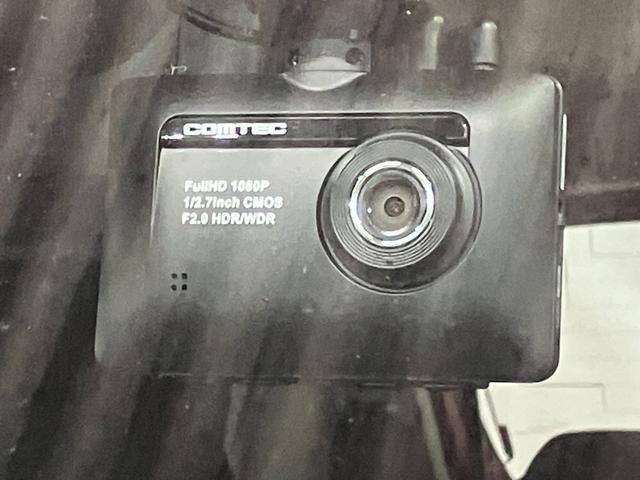 COMTEC
FullHD 1080P
1/2.7inch CMOS
F2.0 HDR/WDR